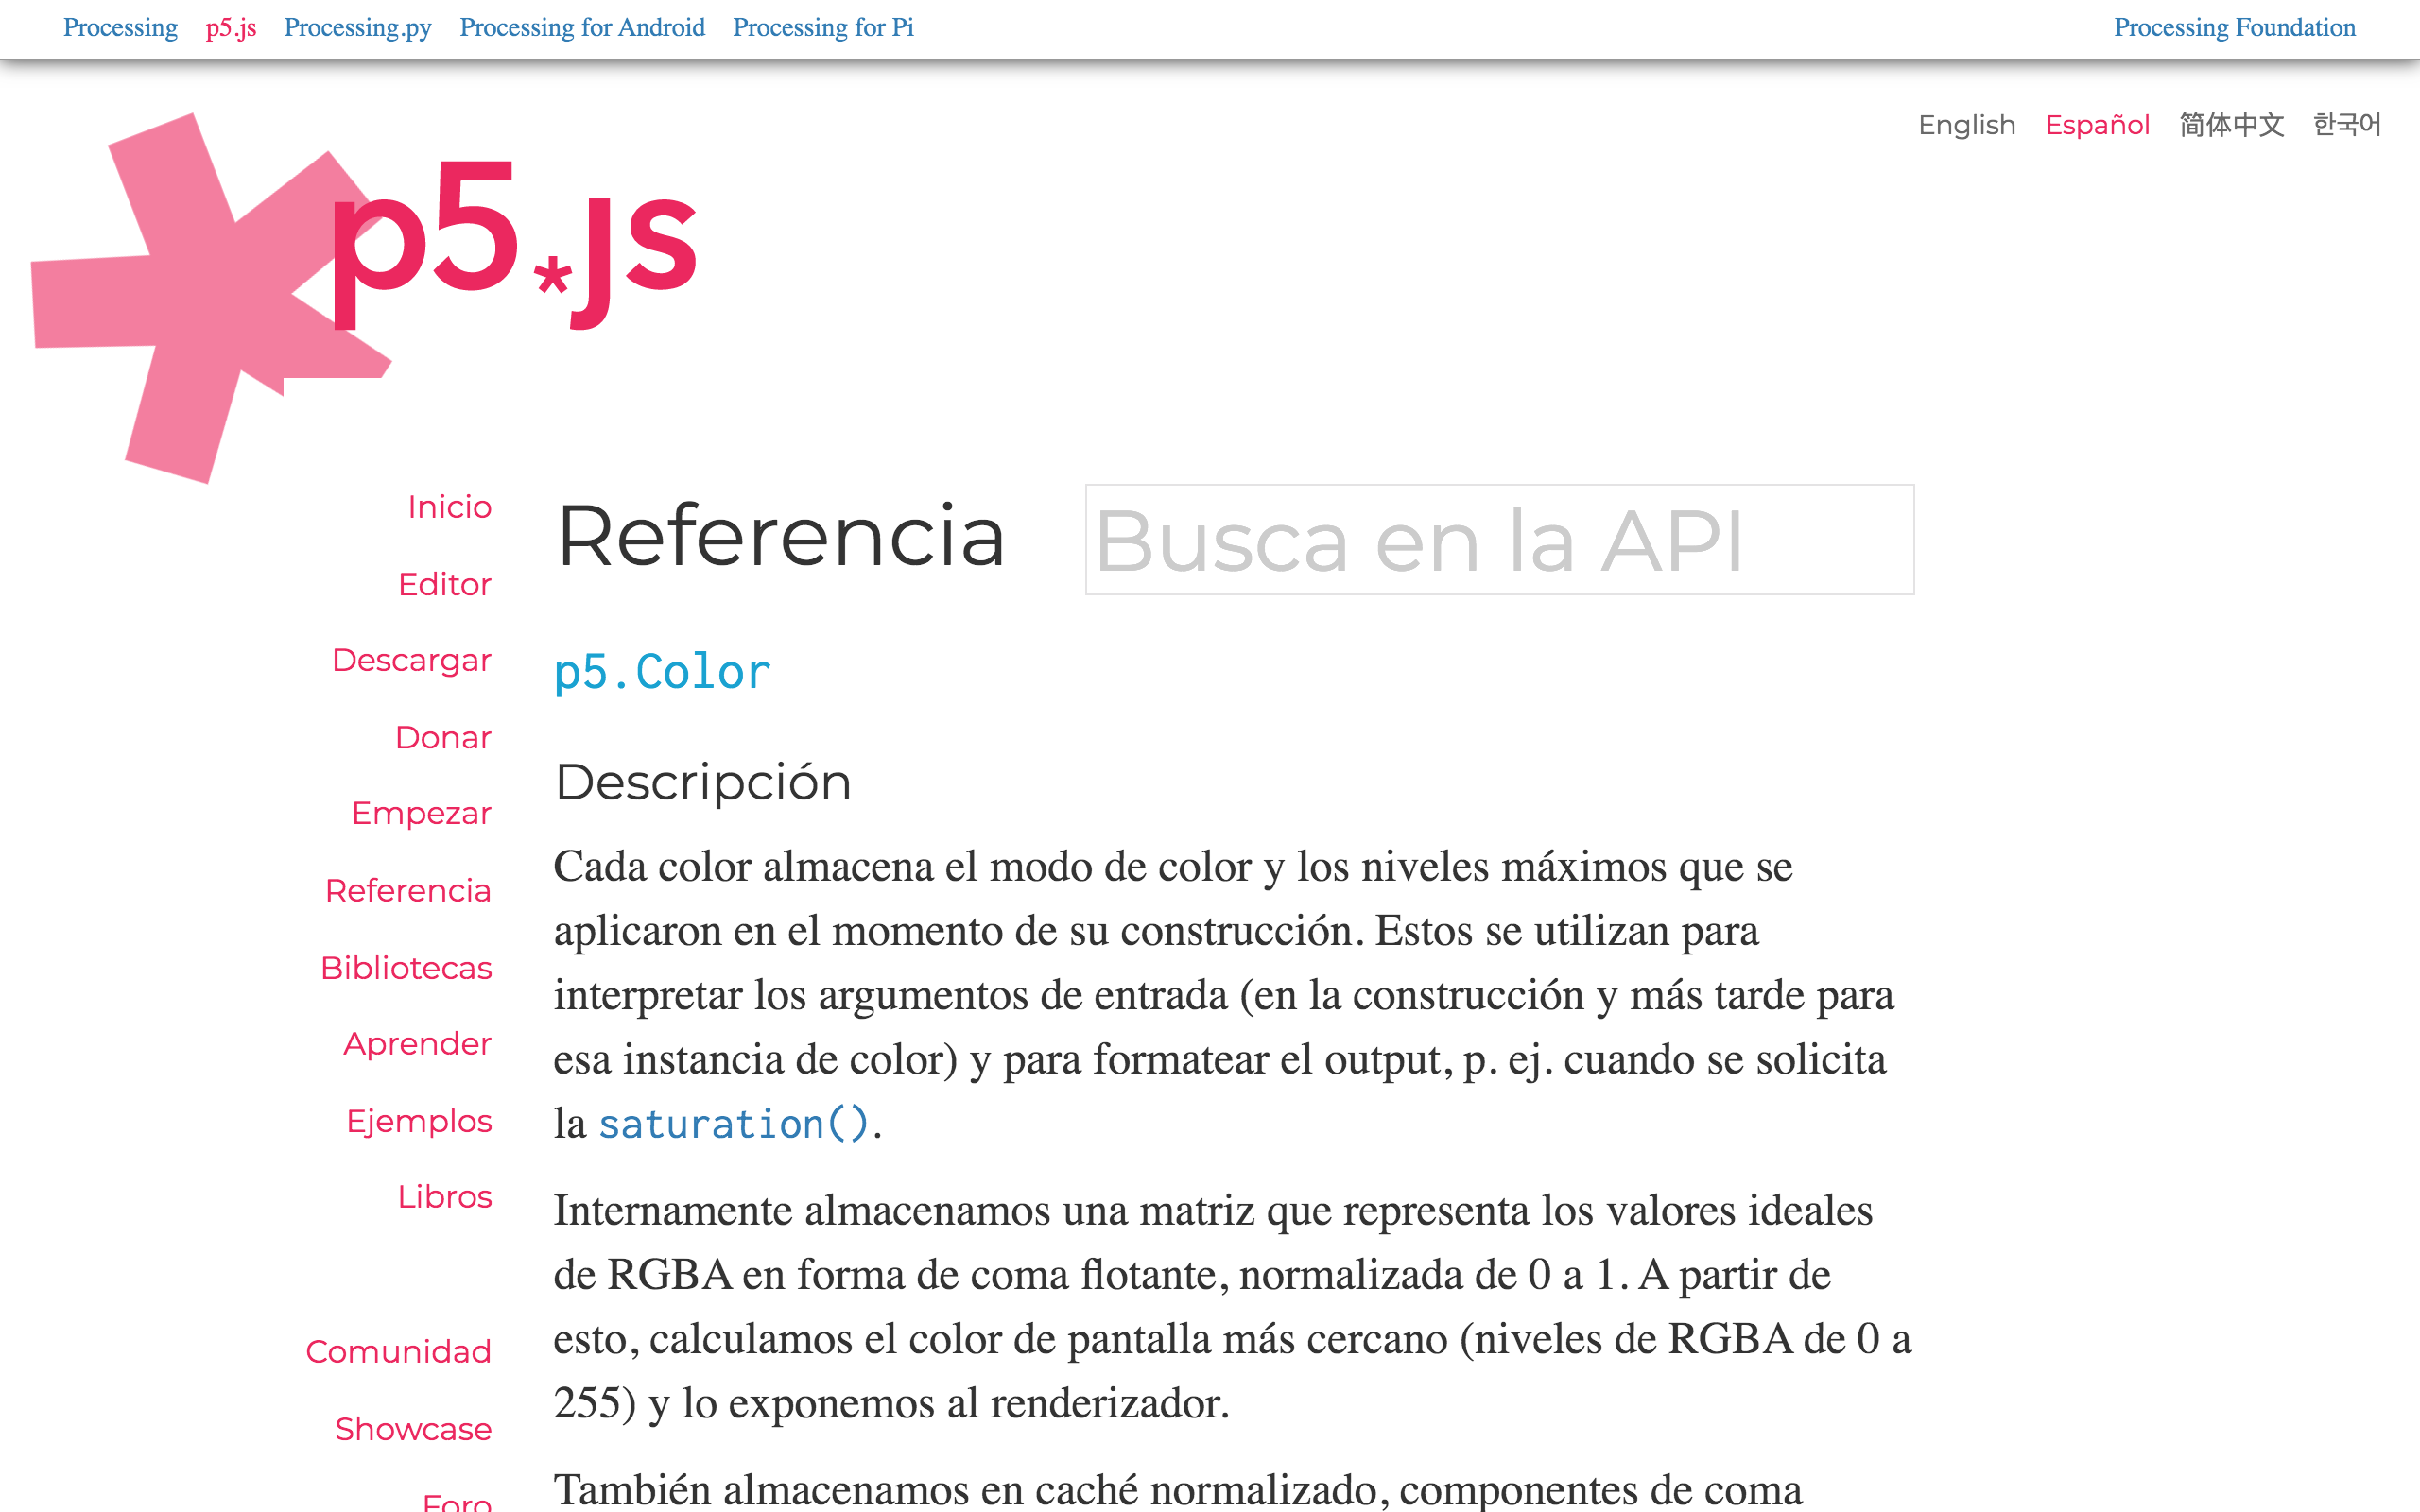 Processing p5.js Processing.py Processing for Android Processing for Pi Processing Foundation
English Español 简体中文 한국어
p5*js
Inicio
Editor
Descargar
Donar
Empezar
Referencia
Bibliotecas
Aprender
Ejemplos
Libros
Comunidad
Showcase
Foro
Referencia
Busca en la API
p5.Color
Descripción
Cada color almacena el modo de color y los niveles máximos que se
aplicaron en el momento de su construcción. Estos se utilizan para
interpretar los argumentos de entrada (en la construcción y más tarde para
esa instancia de color) y para formatear el output, p. ej. cuando se solicita
la saturation().
Internamente almacenamos una matriz que representa los valores ideales
de RGBA en forma de coma flotante, normalizada de 0 a 1. A partir de
esto, calculamos el color de pantalla más cercano (niveles de RGBA de 0 a
255) y lo exponemos al renderizador.
También almacenamos en caché normalizado, componentes de coma